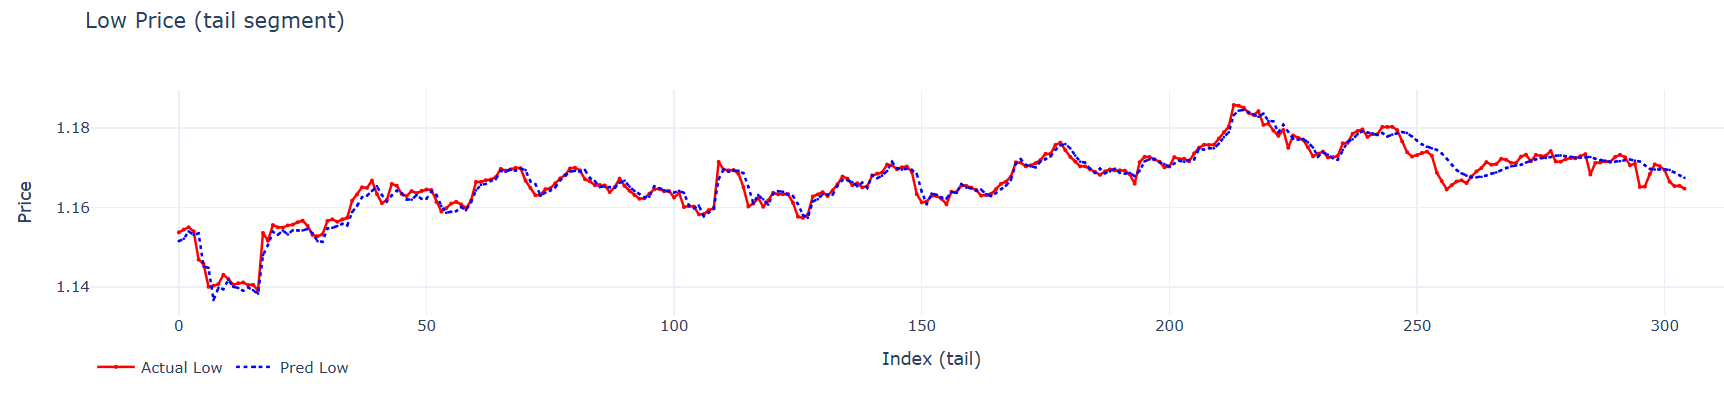 Low Price (tail segment)
Price
1.18
1.16
1.14
0 50 100 150 200 250 300
Index (tail)
Actual Low Pred Low